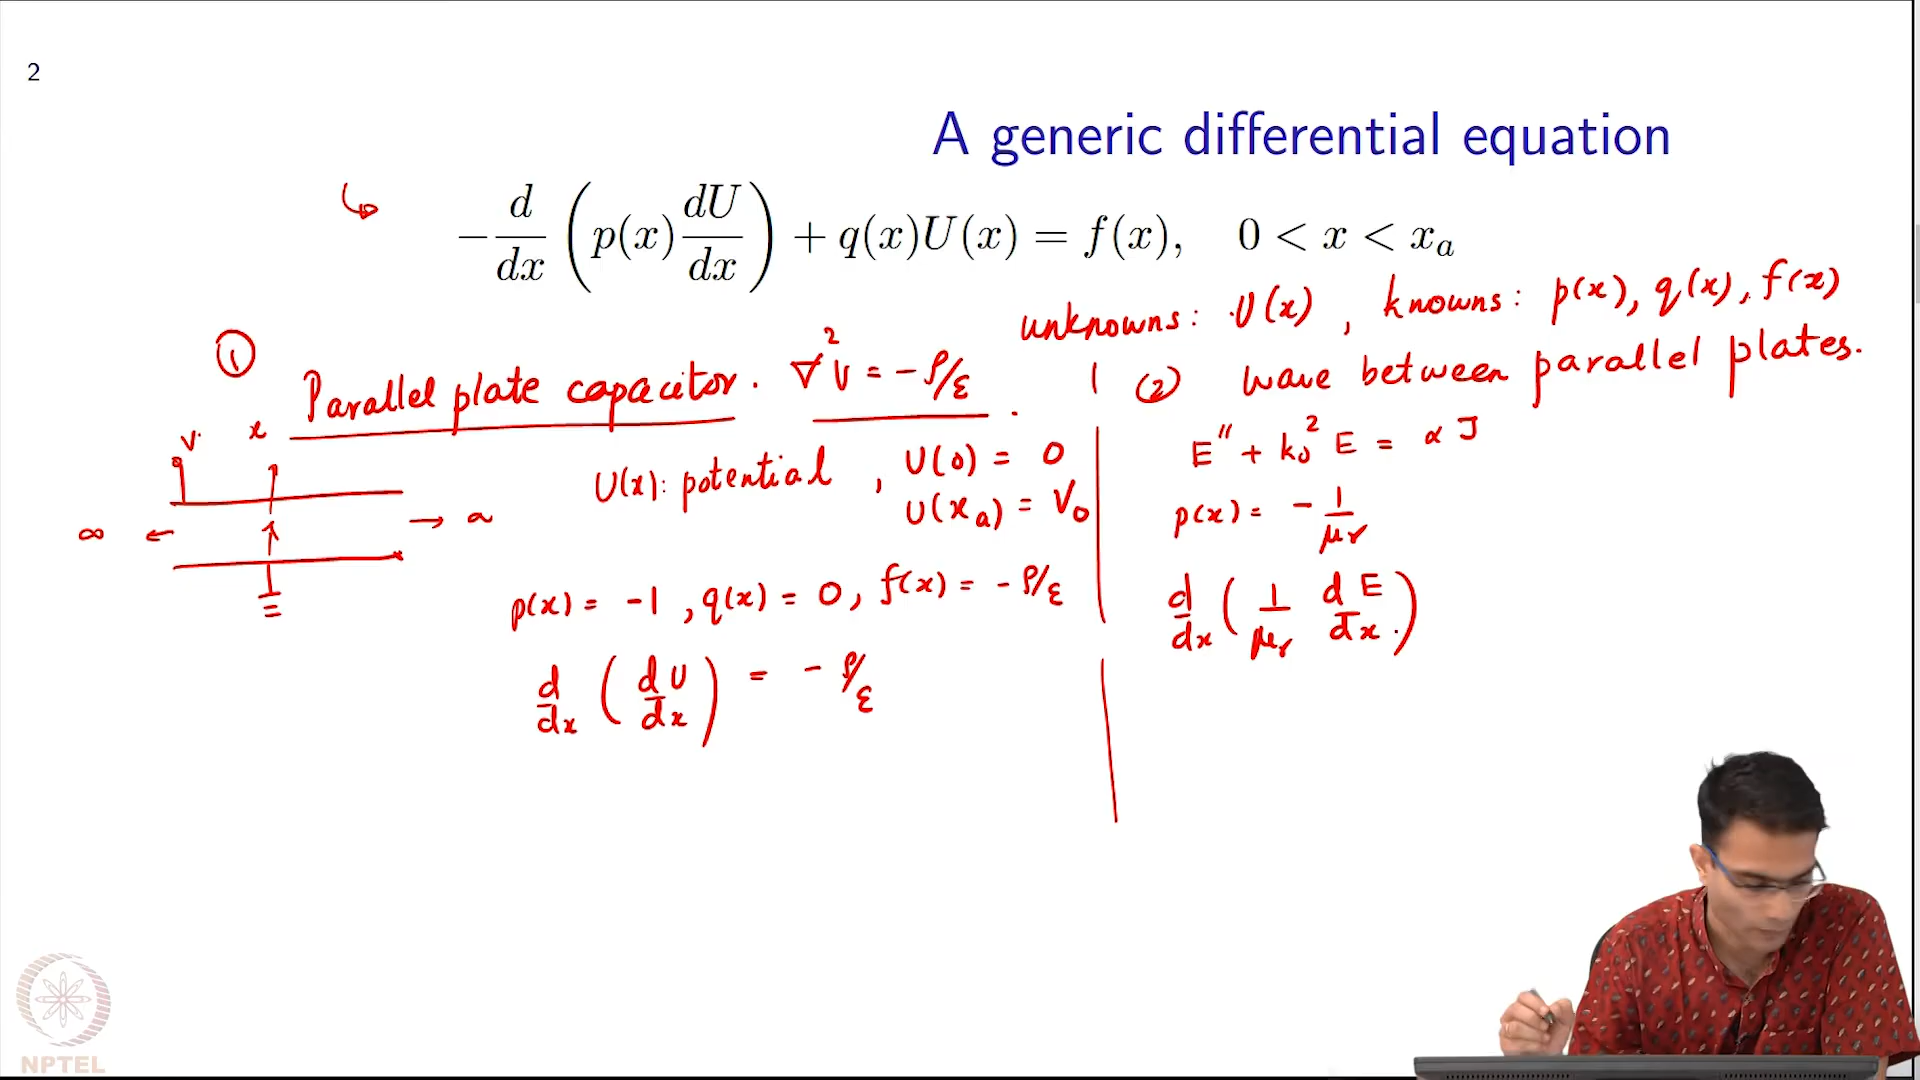 2
A generic differential equation
-d/dx (p(x) dU/dx) + q(x)U(x) = f(x), 0 < x < xₐ
unknowns: U(x), knowns: p(x), q(x), f(x)
① Parallel plate capacitor. ∇²V = -ρ/ε
V x
∞ ← →
U(x): potential, U(0) = 0
U(xₐ) = V₀
p(x) = -1, q(x) = 0, f(x) = -ρ/ε
d/dx (dU/dx) = -ρ/ε
(2) Wave between parallel plates.
E'' + k₀² E = α J
p(x) = - 1/μᵣ
d/dx (1/μᵣ dE/dx)
NPTEL